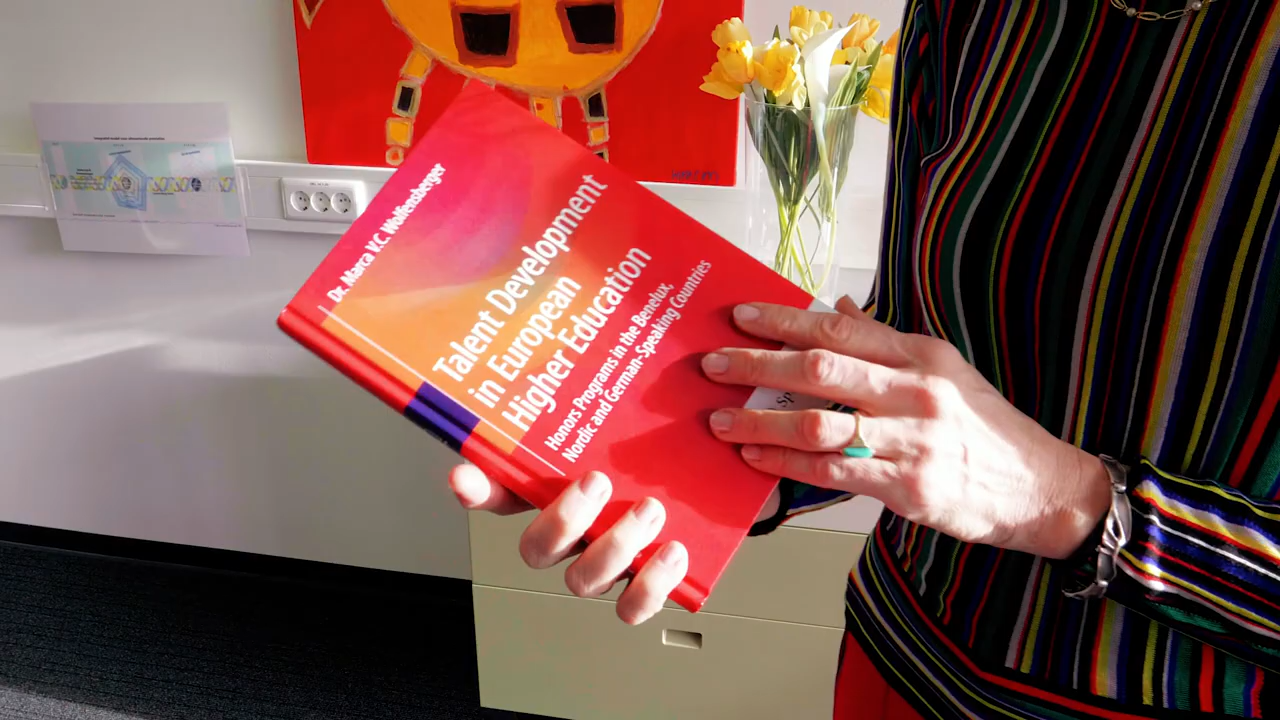 Dr. Marca V.C. Wolfensberger
Talent Development
in European
Higher Education
Honors Programs in the Benelux,
Nordic and German-Speaking Countries
Sp